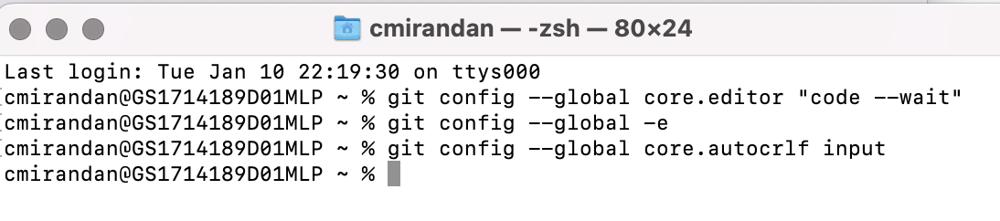 cmirandan — -zsh — 80×24
Last login: Tue Jan 10 22:19:30 on ttys000
cmirandan@GS1714189D01MLP ~ % git config --global core.editor "code --wait"
cmirandan@GS1714189D01MLP ~ % git config --global -e
cmirandan@GS1714189D01MLP ~ % git config --global core.autocrlf input
cmirandan@GS1714189D01MLP ~ %